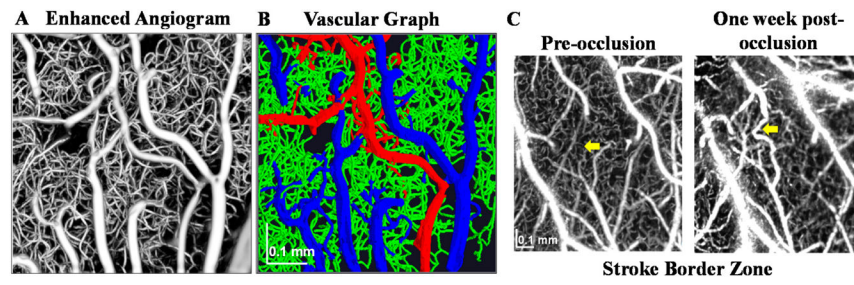 A Enhanced Angiogram
B Vascular Graph
0.1 mm
C
Pre-occlusion
One week post-
occlusion
0.1 mm
Stroke Border Zone